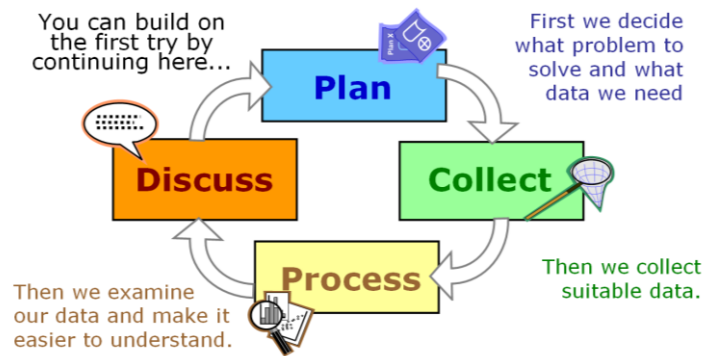 You can build on
the first try by
continuing here...
First we decide
what problem to
solve and what
data we need
Plan X
Plan
Discuss
Collect
Process
Then we collect
suitable data.
Then we examine
our data and make it
easier to understand.